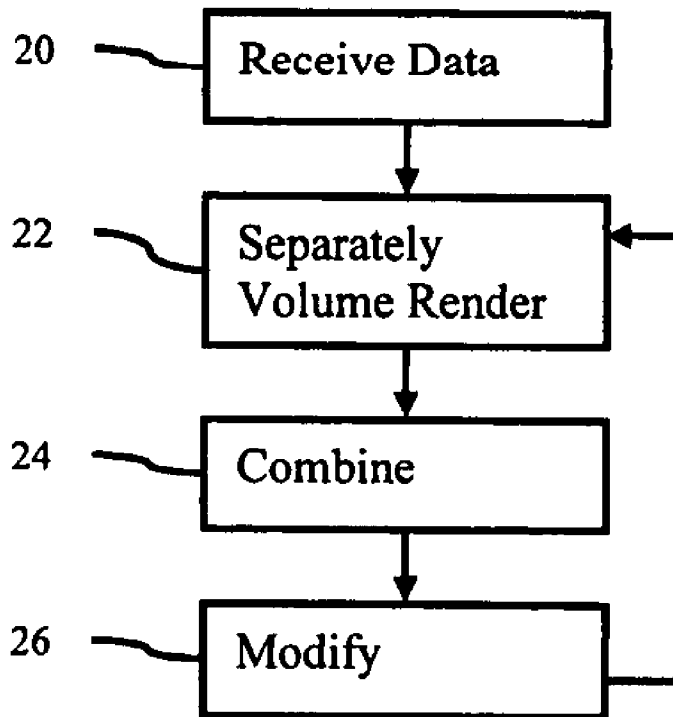 20 Receive Data
22 Separately
Volume Render
24 Combine
26 Modify